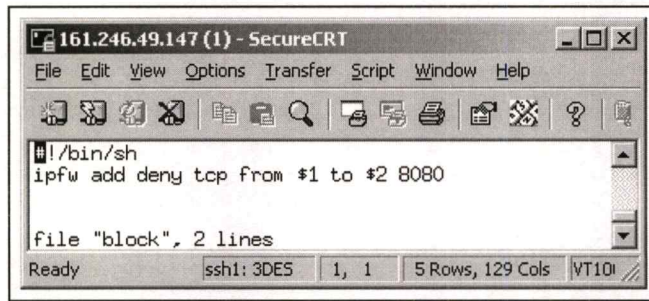 161.246.49.147 (1) - SecureCRT
File Edit View Options Transfer Script Window Help
#!/bin/sh
ipfw add deny tcp from $1 to $2 8080
file "block", 2 lines
Ready ssh1: 3DES 1, 1 5 Rows, 129 Cols VT10